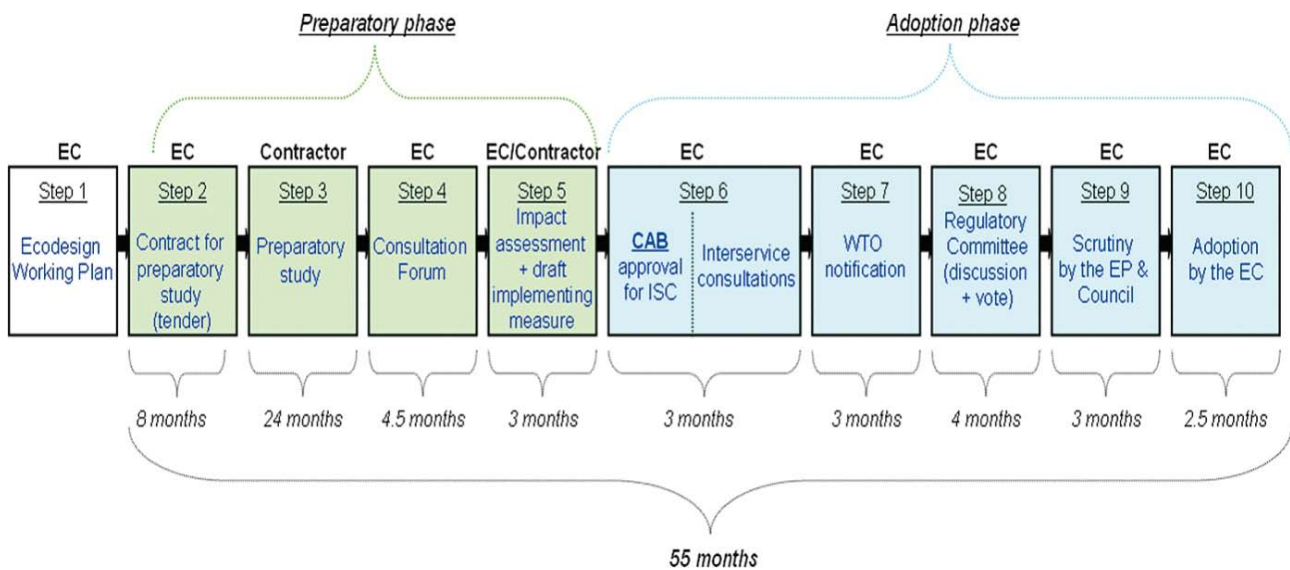 Preparatory phase
Adoption phase
EC
EC
Contractor
EC
EC/Contractor
EC
EC
EC
EC
EC
Step 1
Ecodesign
Working Plan
Step 2
Contract for
preparatory
study
(tender)
Step 3
Preparatory
study
Step 4
Consultation
Forum
Step 5
Impact
assessment
+ draft
implementing
measure
Step 6
CAB
approval
for ISC
Interservice
consultations
Step 7
WTO
notification
Step 8
Regulatory
Committee
(discussion
+ vote)
Step 9
Scrutiny
by the EP &
Council
Step 10
Adoption
by the EC
8 months
24 months
4.5 months
3 months
3 months
3 months
4 months
3 months
2.5 months
55 months